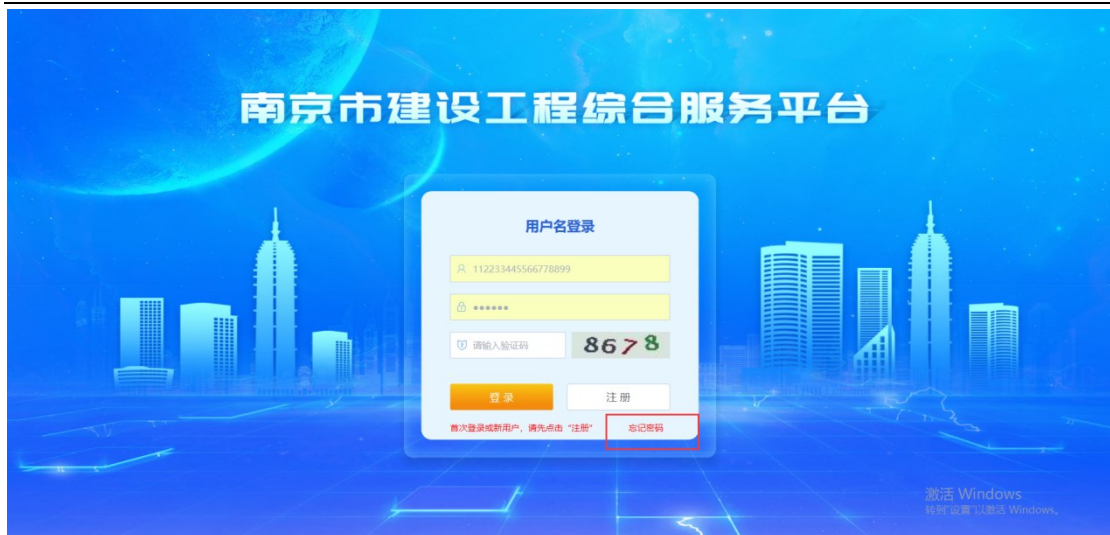 南京市建设工程综合服务平台
用户名登录
112233445566778899
••••••
请输入验证码
8678
登录
注册
首次登录或新用户，请先点击 "注册"
忘记密码
激活 Windows
转到"设置"以激活 Windows。